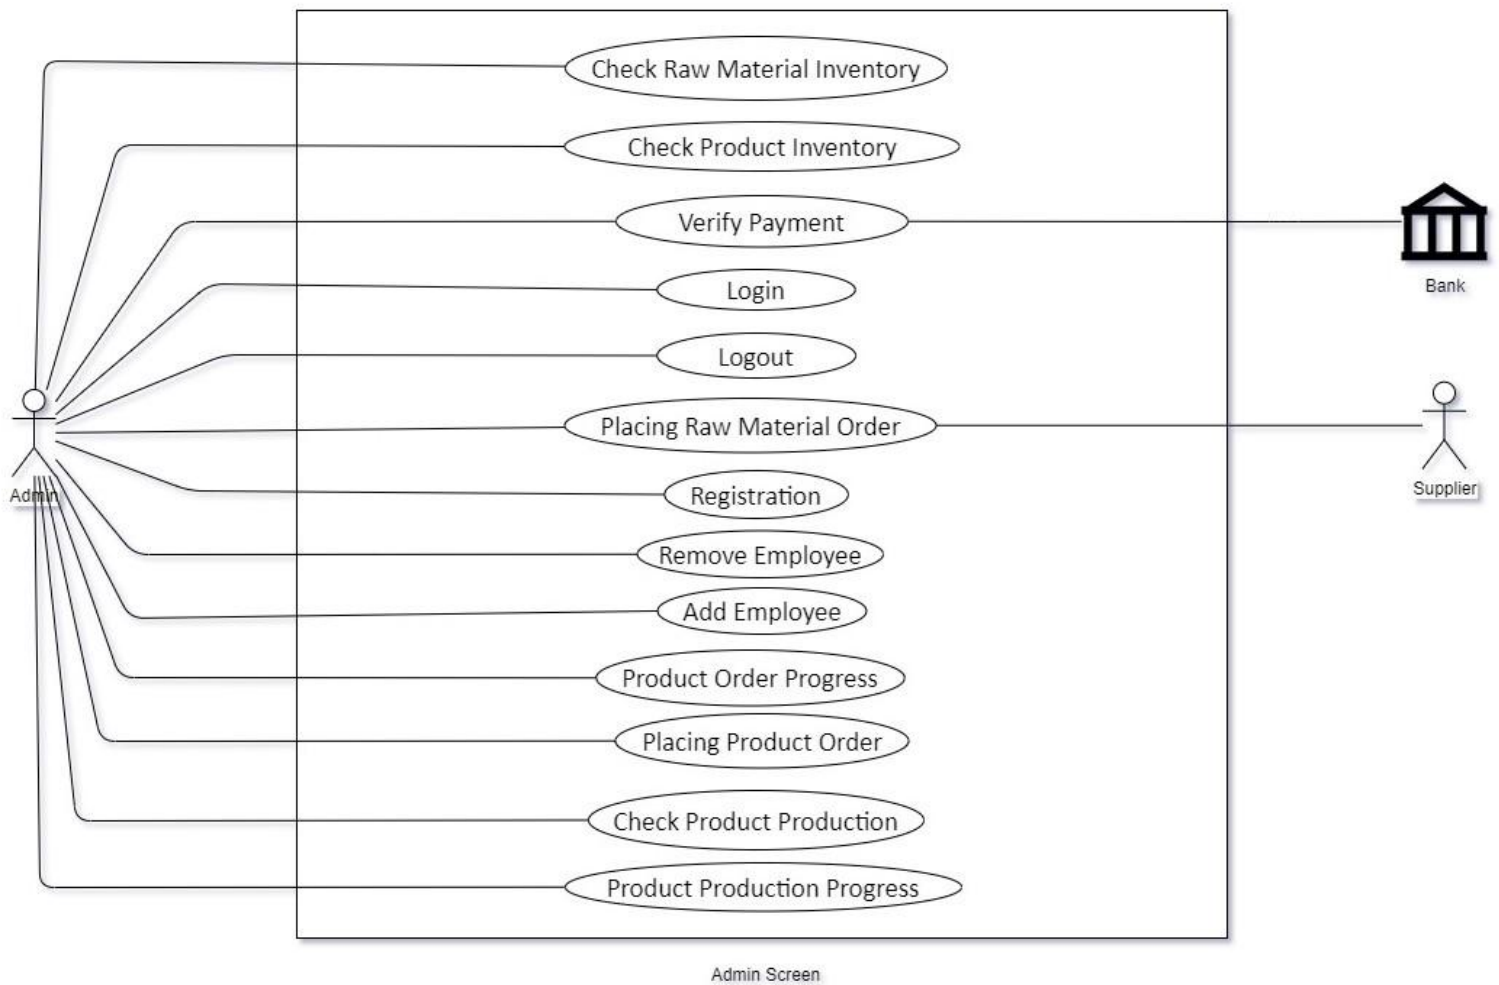 Check Raw Material Inventory
Check Product Inventory
Verify Payment
Bank
Login
Logout
Placing Raw Material Order
Admin
Supplier
Registration
Remove Employee
Add Employee
Product Order Progress
Placing Product Order
Check Product Production
Product Production Progress
Admin Screen